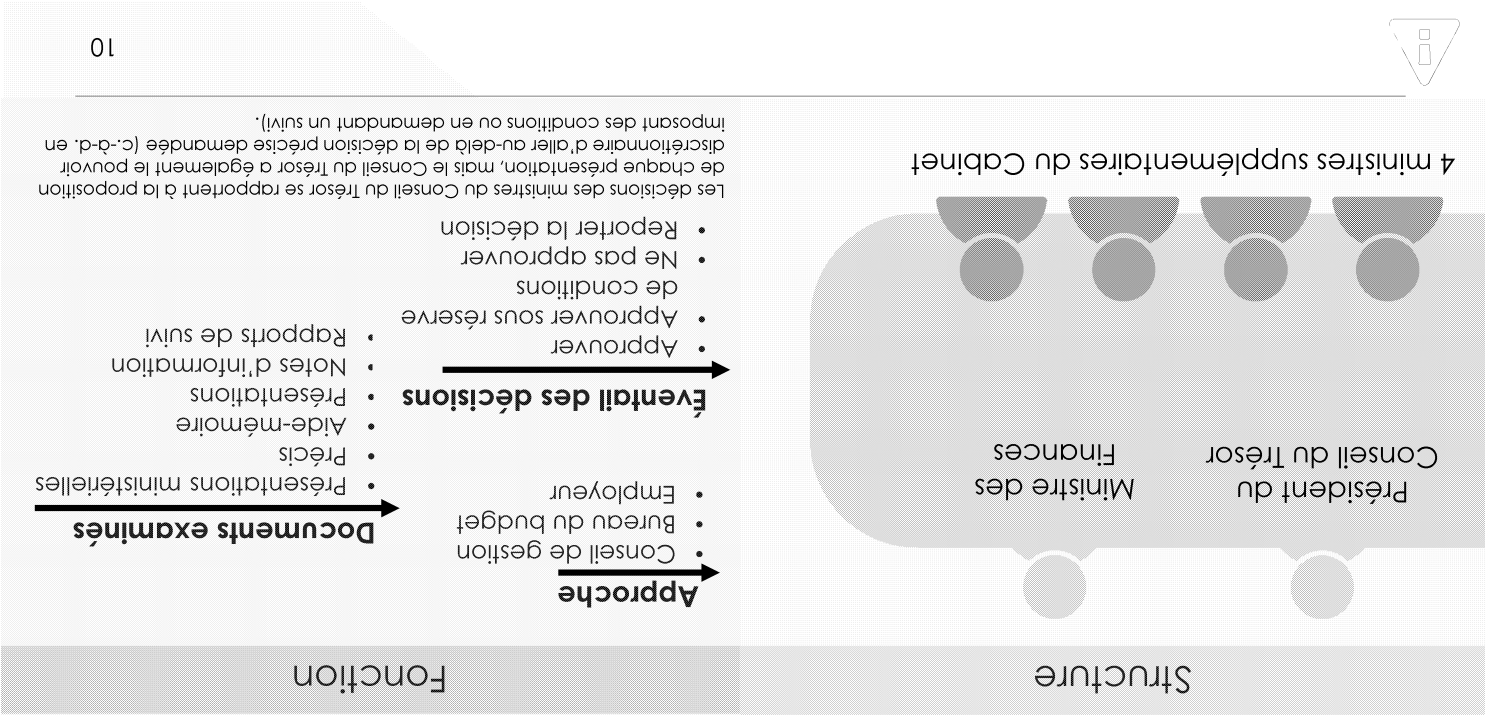 Structure
Président du
Conseil du Trésor
Ministre des
Finances
4 ministres supplémentaires du Cabinet
Fonction
Approche
• Conseil de gestion
• Bureau du budget
• Employeur
Éventail des décisions
• Approuver
• Approuver sous réserve
de conditions
• Ne pas approuver
• Reporter la décision
Documents examinés
• Présentations ministérielles
• Précis
• Aide-mémoire
• Présentations
• Notes d'information
• Rapports de suivi
Les décisions des ministres du Conseil du Trésor se rapportent à la proposition
de chaque présentation, mais le Conseil du Trésor a également le pouvoir
discrétionnaire d'aller au-delà de la décision précise demandée (c.-à-d. en
imposant des conditions ou en demandant un suivi).
10